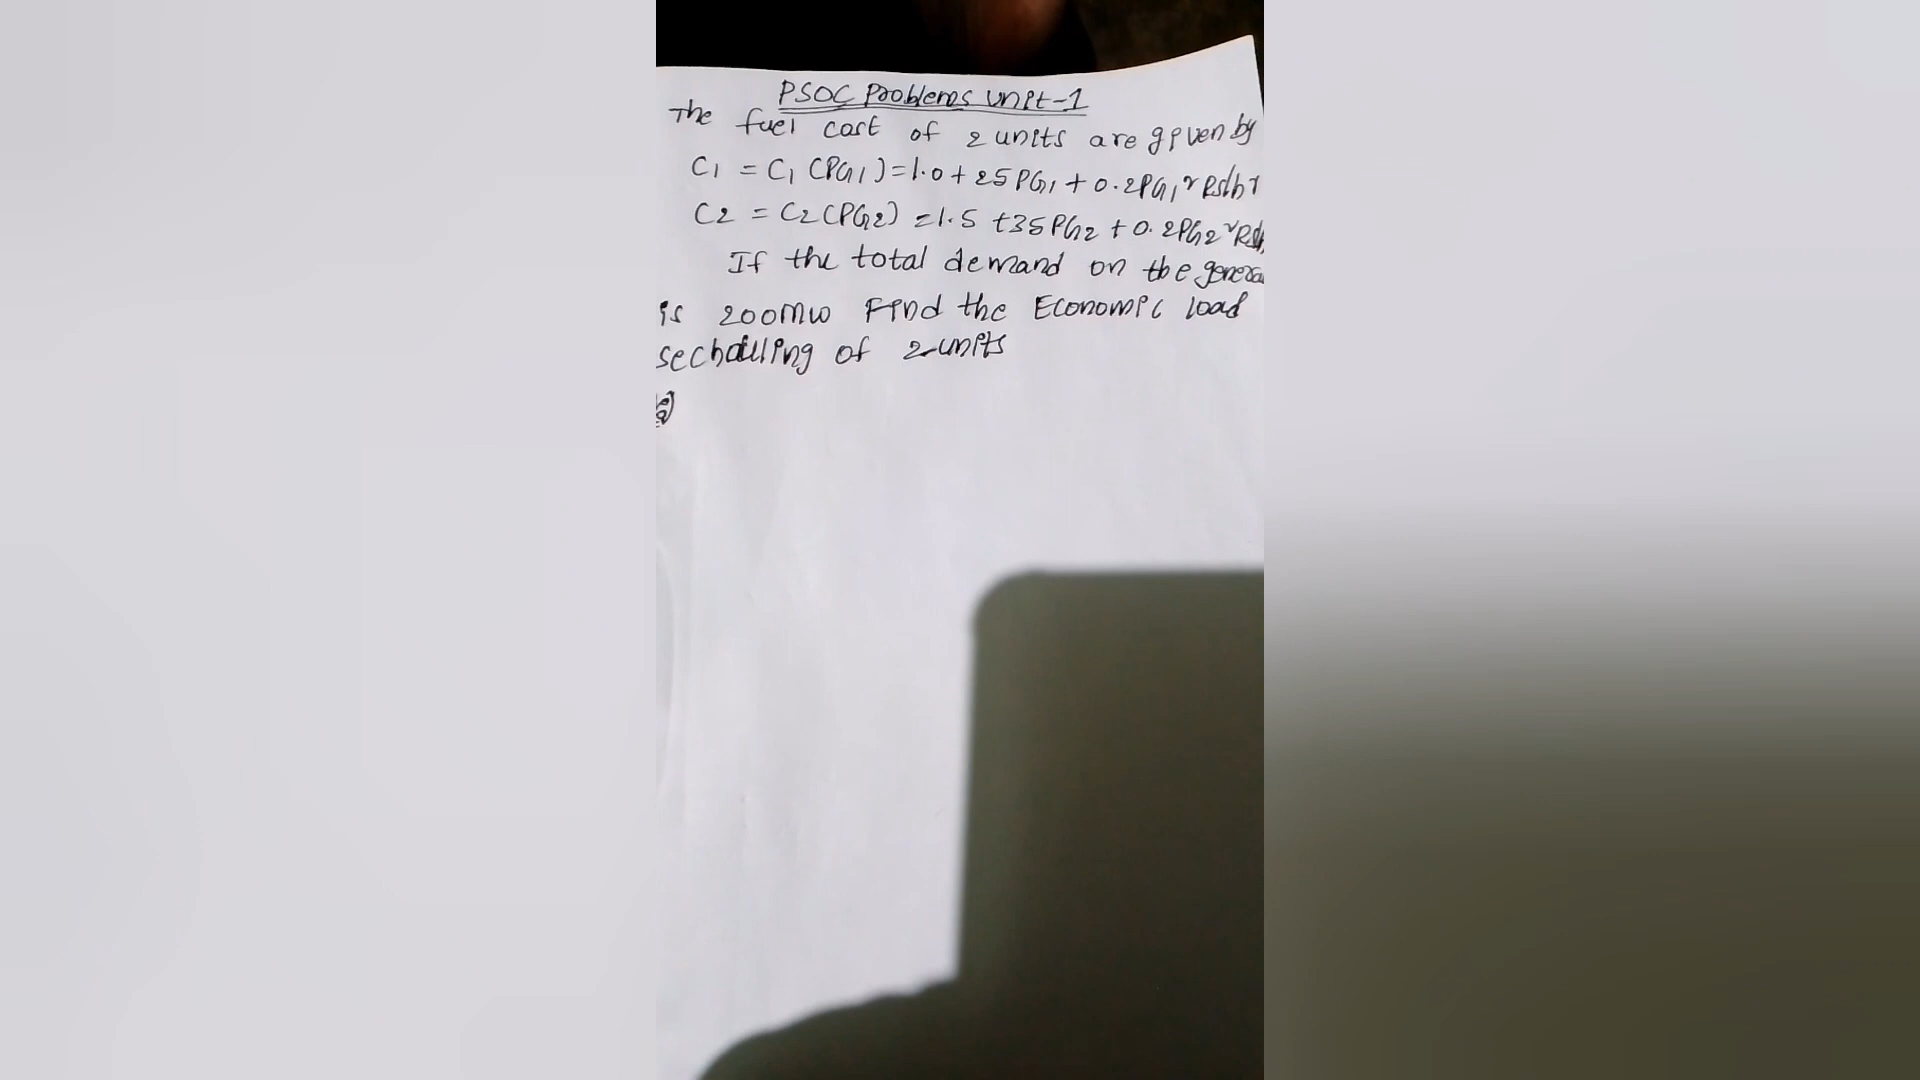 PSOC Problems Unit-1
The fuel cost of 2 units are given by
C1 = C1 (PG1) = 1.0 + 25 PG1 + 0.2 PG1² Rs/hr
C2 = C2 (PG2) = 1.5 + 35 PG2 + 0.2 PG2² Rs/
If the total demand on the genera
is 200MW Find the Economic load
sechdulling of 2 units